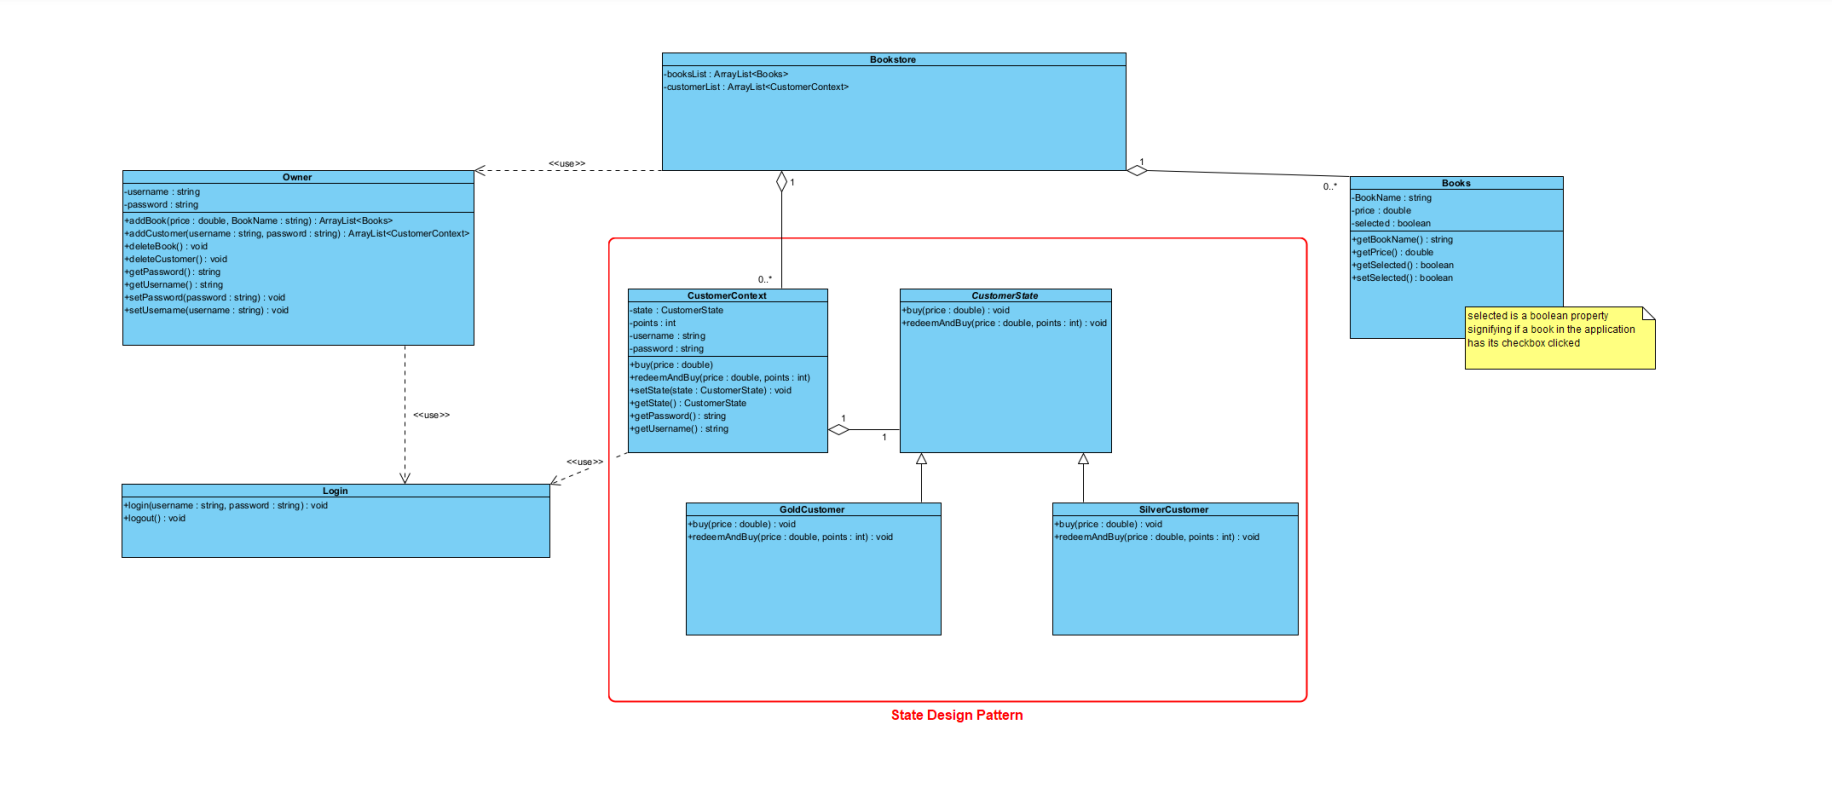 Bookstore
-booksList : ArrayList<Books>
-customerList : ArrayList<CustomerContext>
<<use>>
1
1
0..*
0..*
Owner
-username : string
-password : string
+addBook(price : double, BookName : string) : ArrayList<Books>
+addCustomer(username : string, password : string) : ArrayList<CustomerContext>
+deleteBook() : void
+deleteCustomer() : void
+getPassword() : string
+getUsername() : string
+setPassword(password : string) : void
+setUsername(username : string) : void
Books
-BookName : string
-price : double
-selected : boolean
+getBookName() : string
+getPrice() : double
+getSelected() : boolean
+setSelected() : boolean
selected is a boolean property
signifying if a book in the application
has its checkbox clicked
CustomerContext
-state : CustomerState
-points : int
-username : string
-password : string
+buy(price : double)
+redeemAndBuy(price : double, points : int)
+setState(state : CustomerState) : void
+getState() : CustomerState
+getPassword() : string
+getUsername() : string
1
1
CustomerState
+buy(price : double) : void
+redeemAndBuy(price : double, points : int) : void
<<use>>
<<use>>
Login
+login(username : string, password : string) : void
+logout() : void
GoldCustomer
+buy(price : double) : void
+redeemAndBuy(price : double, points : int) : void
SilverCustomer
+buy(price : double) : void
+redeemAndBuy(price : double, points : int) : void
State Design Pattern